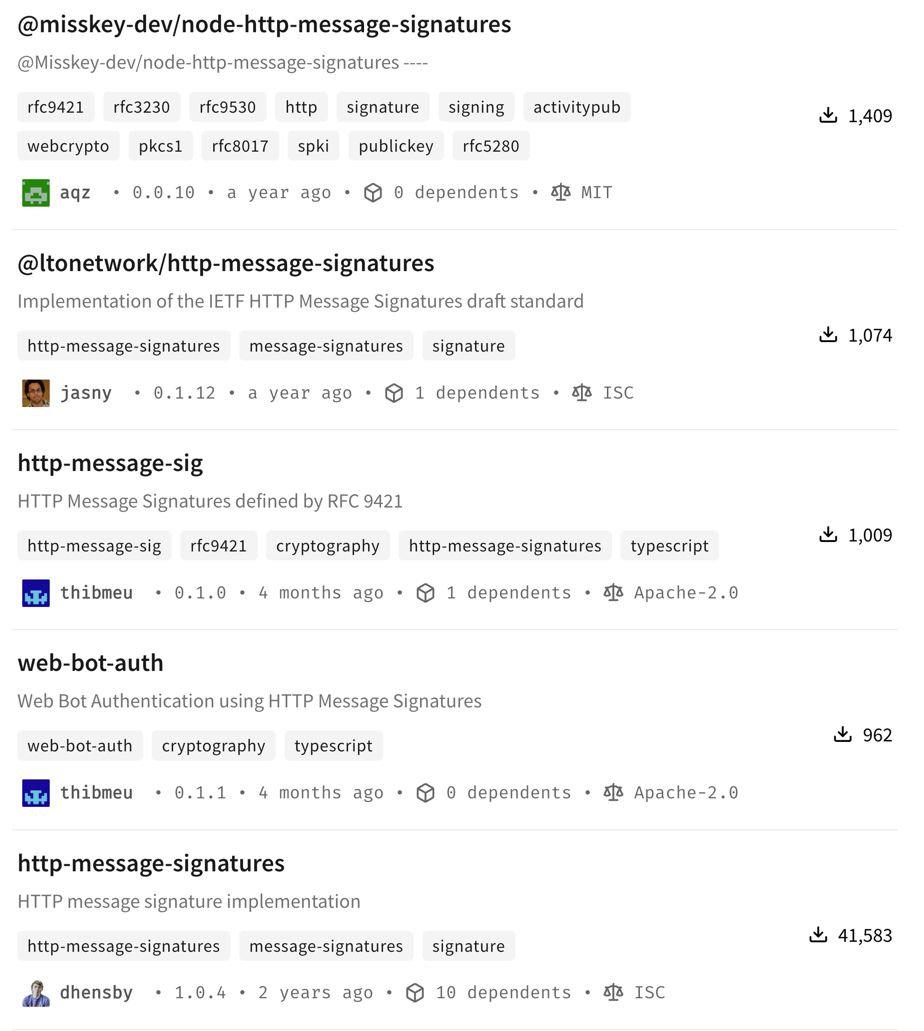 @misskey-dev/node-http-message-signatures
@Misskey-dev/node-http-message-signatures ----
rfc9421 rfc3230 rfc9530 http signature signing activitypub
1,409
webcrypto pkcs1 rfc8017 spki publickey rfc5280
aqz • 0.0.10 • a year ago • 0 dependents • MIT
@ltonetwork/http-message-signatures
Implementation of the IETF HTTP Message Signatures draft standard
http-message-signatures message-signatures signature
1,074
jasny • 0.1.12 • a year ago • 1 dependents • ISC
http-message-sig
HTTP Message Signatures defined by RFC 9421
http-message-sig rfc9421 cryptography http-message-signatures typescript
1,009
thibmeu • 0.1.0 • 4 months ago • 1 dependents • Apache-2.0
web-bot-auth
Web Bot Authentication using HTTP Message Signatures
web-bot-auth cryptography typescript
962
thibmeu • 0.1.1 • 4 months ago • 0 dependents • Apache-2.0
http-message-signatures
HTTP message signature implementation
http-message-signatures message-signatures signature
41,583
dhensby • 1.0.4 • 2 years ago • 10 dependents • ISC